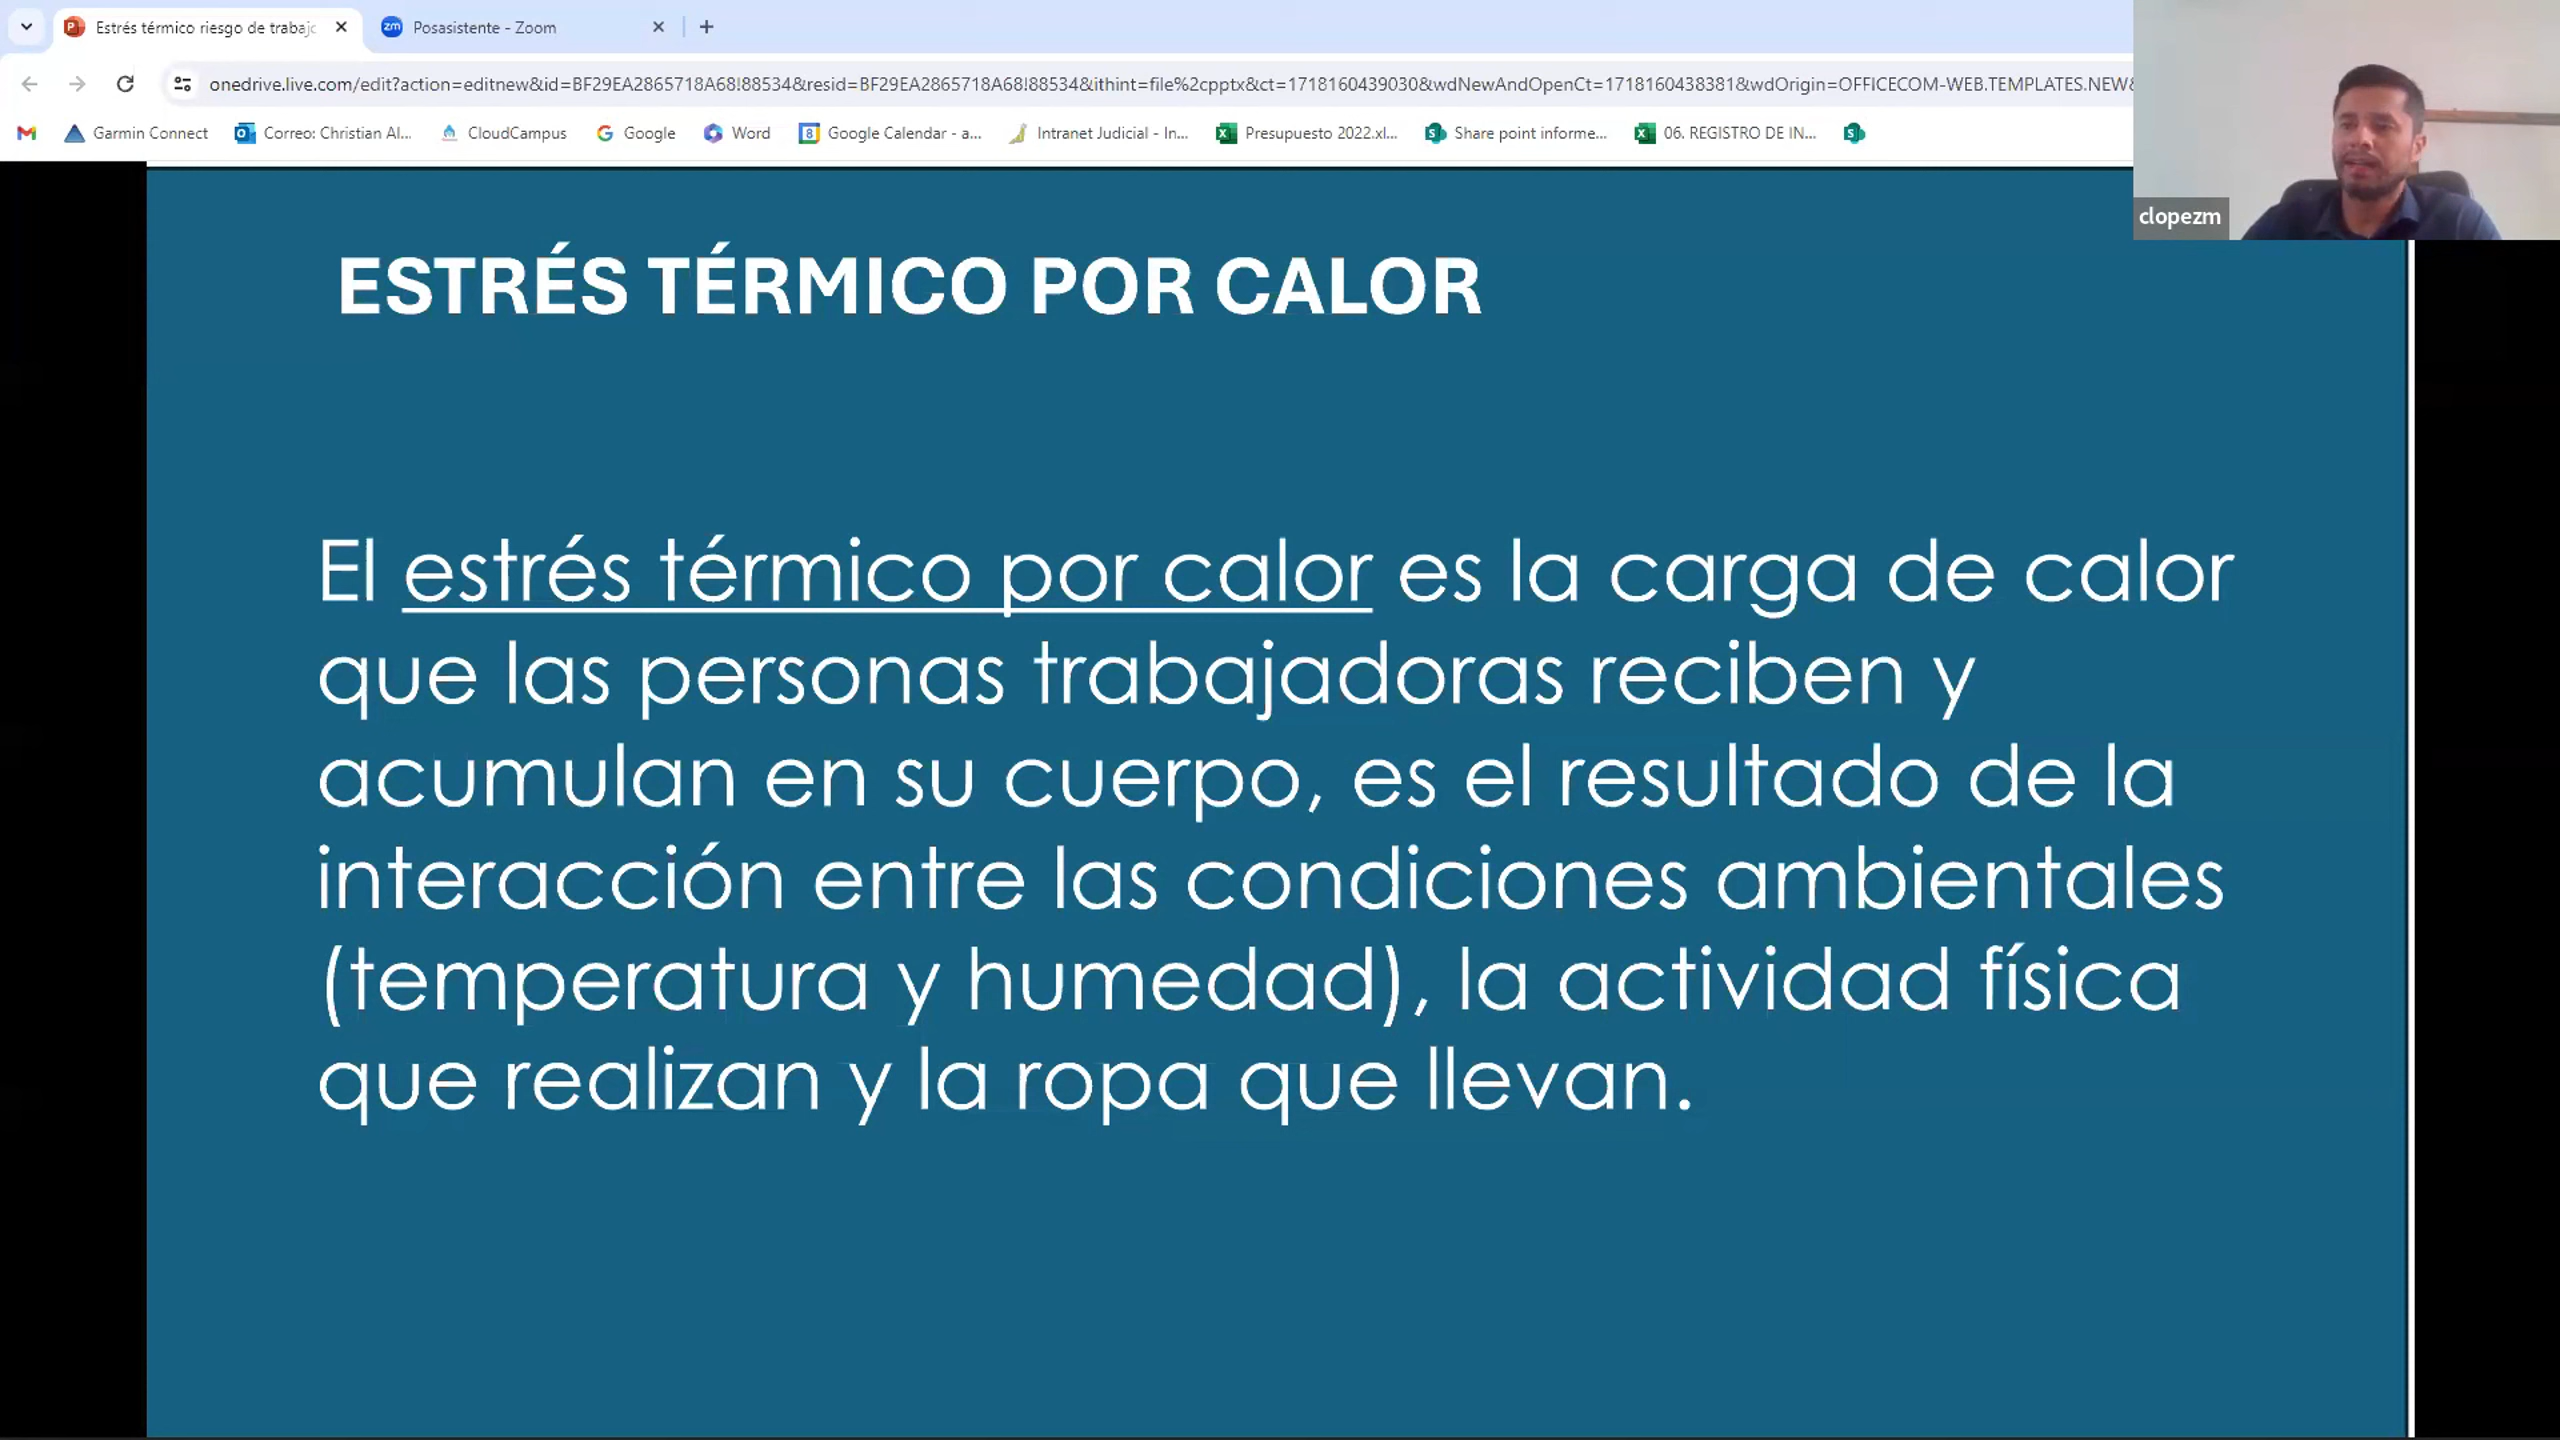 Estrés térmico riesgo de trabajo
Posasistente - Zoom
onedrive.live.com/edit?action=editnew&id=BF29EA2865718A68!88534&resid=BF29EA2865718A68!88534&ithint=file%2cpptx&ct=1718160439030&wdNewAndOpenCt=1718160438381&wdOrigin=OFFICECOM-WEB.TEMPLATES.NEW&
Garmin Connect
Correo: Christian Al...
CloudCampus
Google
Word
Google Calendar - a...
Intranet Judicial - In...
Presupuesto 2022.xl...
Share point informe...
06. REGISTRO DE IN...
clopezm
ESTRÉS TÉRMICO POR CALOR
El estrés térmico por calor es la carga de calor
que las personas trabajadoras reciben y
acumulan en su cuerpo, es el resultado de la
interacción entre las condiciones ambientales
(temperatura y humedad), la actividad física
que realizan y la ropa que llevan.